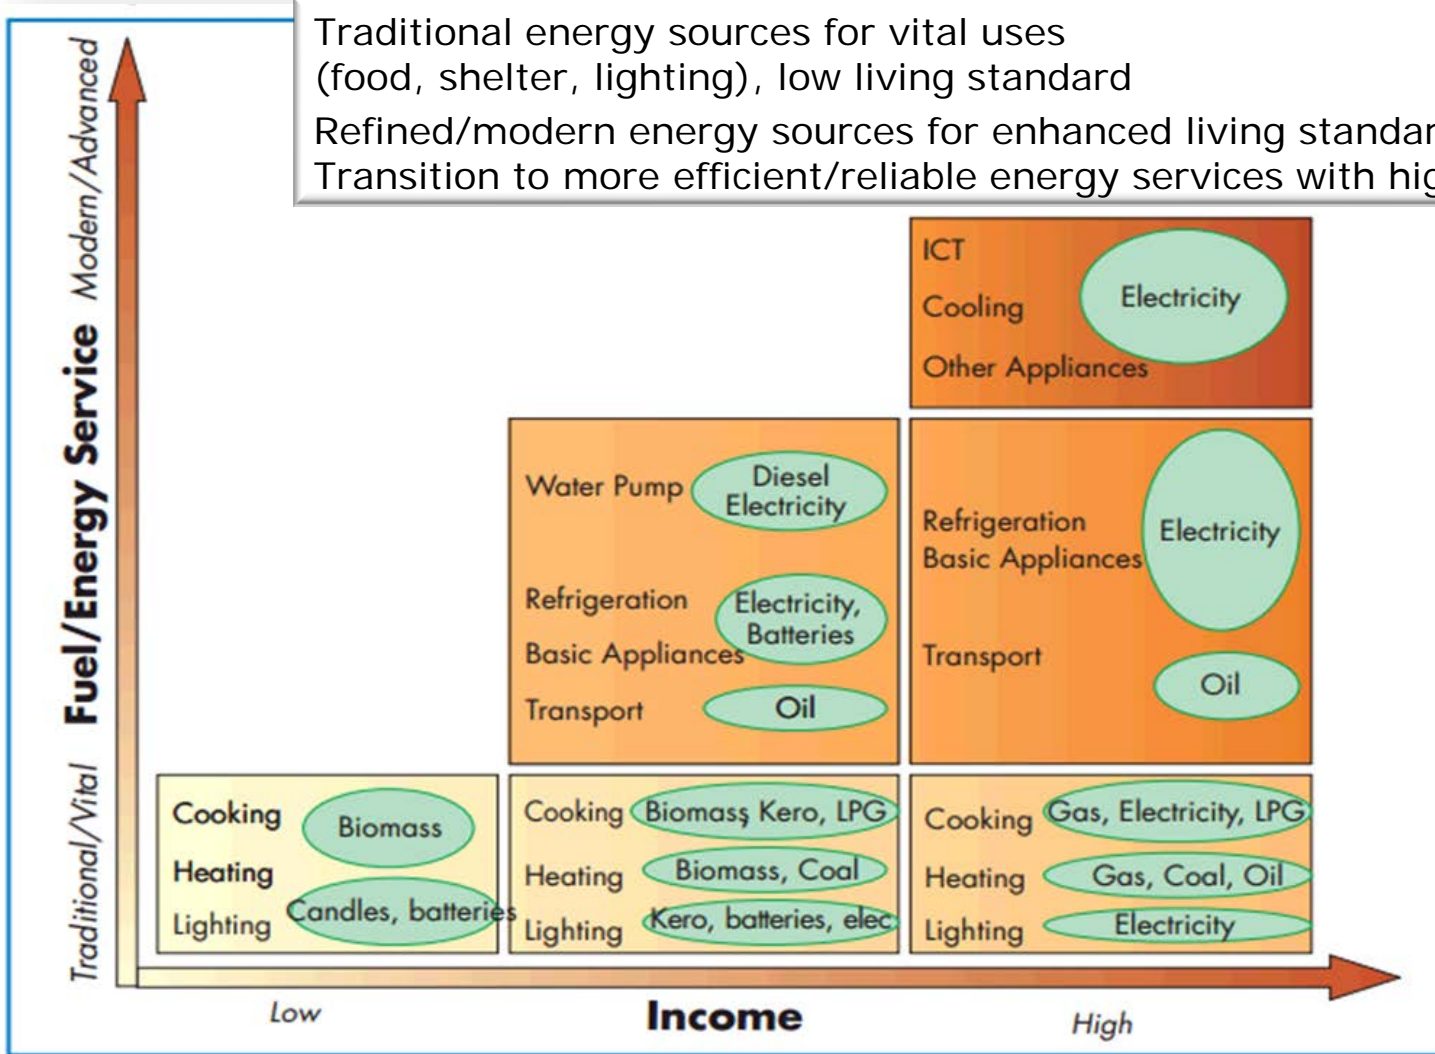 Traditional energy sources for vital uses
(food, shelter, lighting), low living standard
Refined/modern energy sources for enhanced living
Transition to more efficient/reliable energy services with
Fuel/Energy Service
Modern/Advanced
Traditional/Vital
ICT
Cooling
Other Appliances
Electricity
Water Pump
Diesel
Electricity
Refrigeration
Basic Appliances
Electricity,
Batteries
Transport
Oil
Refrigeration
Basic Appliances
Electricity
Transport
Oil
Cooking
Heating
Biomass
Lighting
Candles, batteries
Cooking
Biomass, Kero, LPG
Heating
Biomass, Coal
Lighting
Kero, batteries, elec
Cooking
Gas, Electricity, LPG
Heating
Gas, Coal, Oil
Lighting
Electricity
Low
Income
High